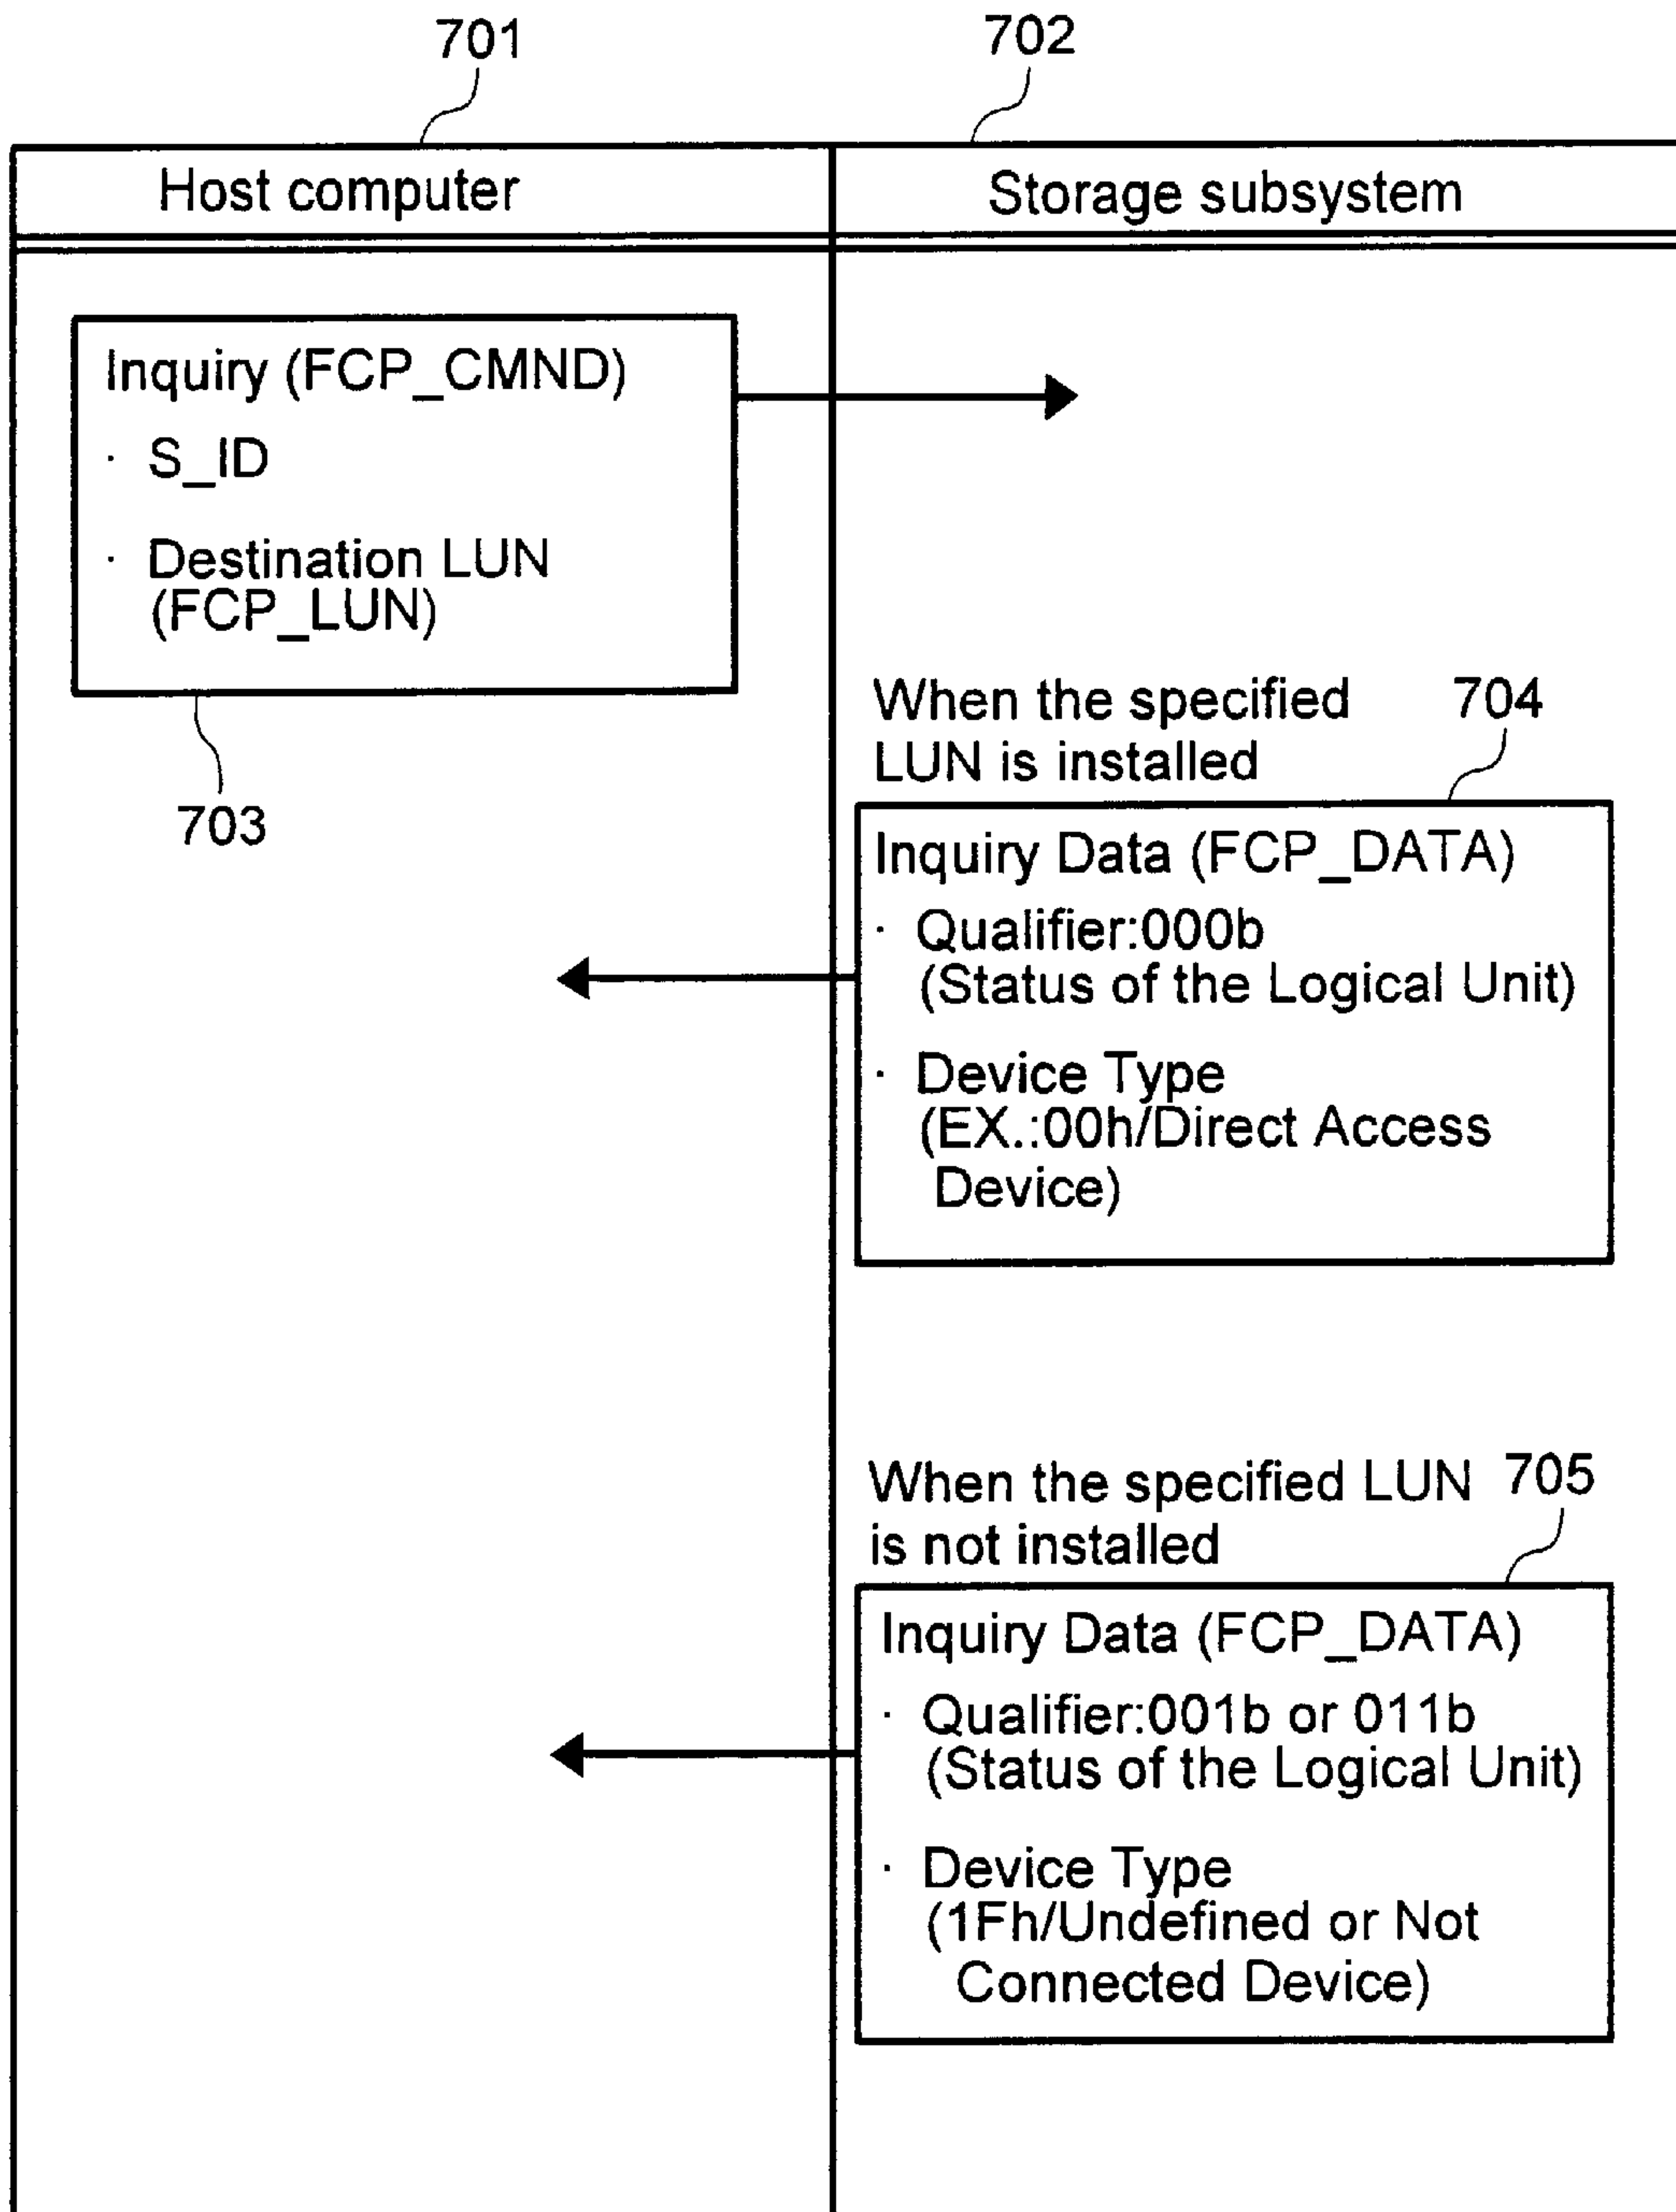 701
702
Host computer
Storage subsystem
Inquiry (FCP_CMND)
· S_ID
· Destination LUN
(FCP_LUN)
703
When the specified
LUN is installed
704
Inquiry Data (FCP_DATA)
· Qualifier:000b
(Status of the Logical Unit)
· Device Type
(EX.:00h/Direct Access
Device)
When the specified LUN
is not installed
705
Inquiry Data (FCP_DATA)
· Qualifier:001b or 011b
(Status of the Logical Unit)
· Device Type
(1Fh/Undefined or Not
Connected Device)